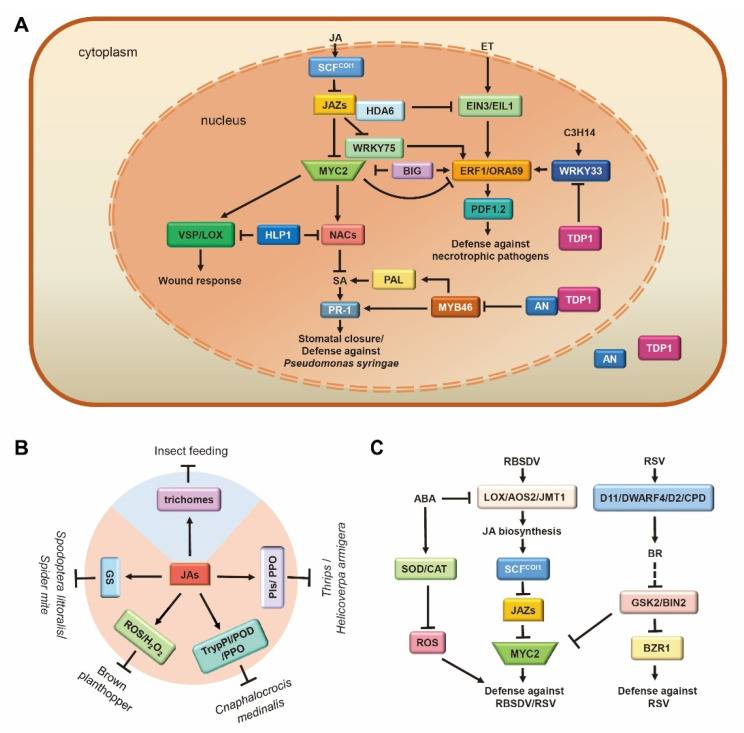 A
cytoplasm
JA
ET
SCFCOI1
JAZs
HDA6
EIN3/EIL1
nucleus
WRKY75
C3H14
MYC2
BIG
ERF1/ORA59
WRKY33
PDF1.2
VSP/LOX
HLP1
NACs
TDP1
Defense against
necrotrophic pathogens
Wound response
SA
PAL
PR-1
MYB46
AN
TDP1
Stomatal closure/
Defense against
Pseudomonas syringae
AN
TDP1
B
Insect feeding
trichomes
Spodoptera littoralis/
Spider mite
GS
JAs
PIs/ PPO
Thrips /
Helicoverpa armigera
ROS/H2O2
TrypPI/POD
/PPO
Brown
planthopper
Cnaphalocrocis
medinalis
C
RBSDV
RSV
ABA
LOX/AOS2/JMT1
D11/DWARF4/D2/CPD
JA biosynthesis
BR
SOD/CAT
SCFCOI1
JAZs
GSK2/BIN2
ROS
MYC2
BZR1
Defense against
RBSDV/RSV
Defense against
RSV